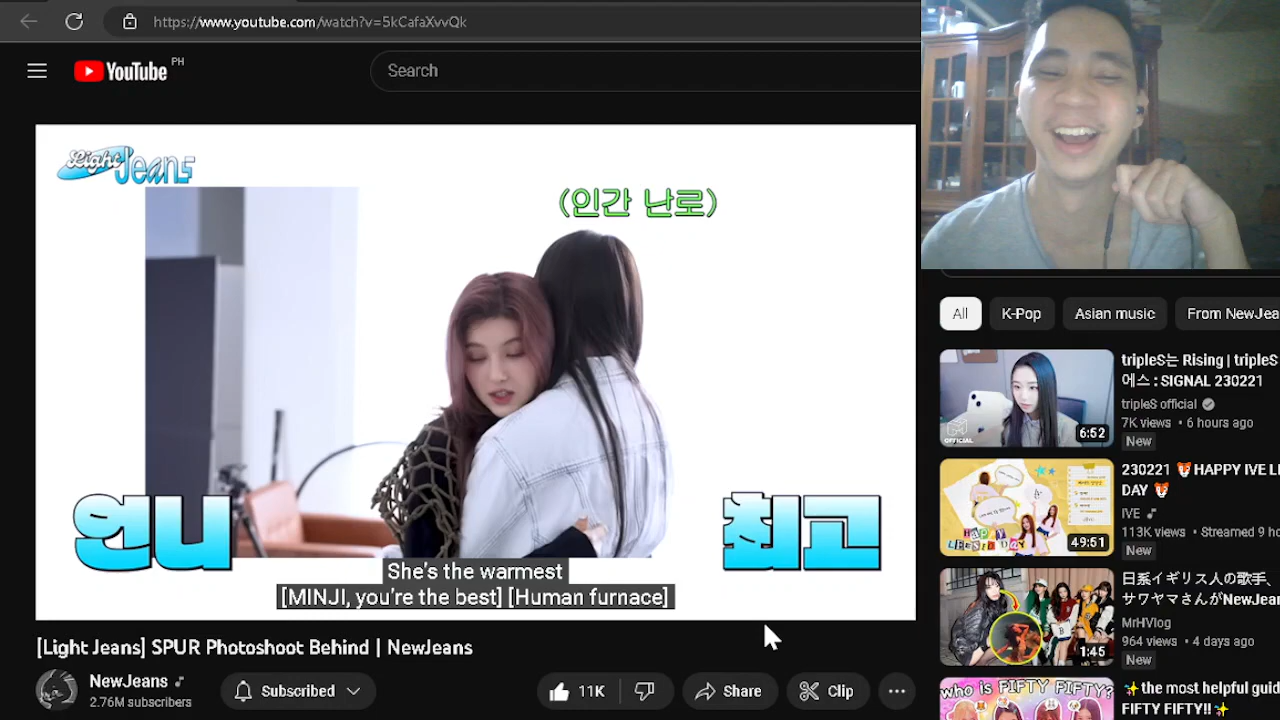 https://www.youtube.com/watch?v=5kCafaXvvQk
YouTube PH
Search
Light Jeans
(인간 난로)
언니 최고
She's the warmest
[MINJI, you're the best] [Human furnace]
[Light Jeans] SPUR Photoshoot Behind | NewJeans
NewJeans
2.76M subscribers
Subscribed
11K
Share
Clip
All
K-Pop
Asian music
From NewJea
tripleS는 Rising | tripleS
에스 : SIGNAL 230221
tripleS official
7K views • 6 hours ago
New
OFFICIAL
6:52
230221 🐯HAPPY IVE LE
DAY 🐯
IVE
113K views • Streamed 9 h
New
HAPPY
49:51
日系イギリス人の歌手、
サワヤマさんがNewJean
MrHVlog
964 views • 4 days ago
New
1:45
who is FIFTY FIFTY?
✨the most helpful guid
FIFTY FIFTY!!✨